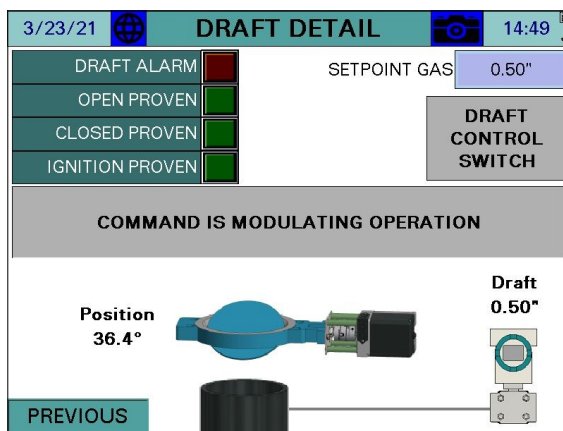 3/23/21
DRAFT DETAIL
14:49
DRAFT ALARM
SETPOINT GAS
0.50"
OPEN PROVEN
CLOSED PROVEN
IGNITION PROVEN
DRAFT
CONTROL
SWITCH
COMMAND IS MODULATING OPERATION
Position
36.4°
Draft
0.50"
PREVIOUS